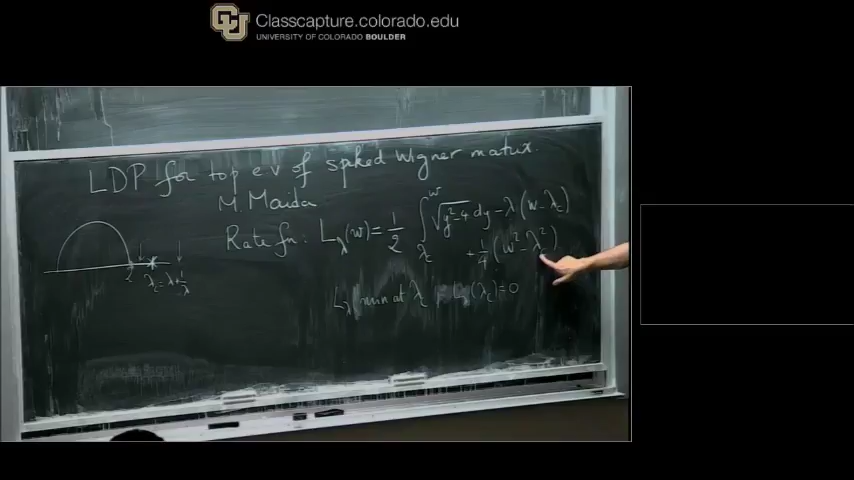 Classcapture.colorado.edu
UNIVERSITY OF COLORADO BOULDER
LDP for top ev of spiked Wigner matrix.
M. Maida
Rate fn: L_λ(w) = 1/2 ∫_{λ_c}^{w} √(y²-4) dy - λ(w - λ_c)
+ 1/4 (w² - λ_c²)
2 λ_c = λ + 1/λ
L_λ min at λ_c, L_λ(λ_c) = 0